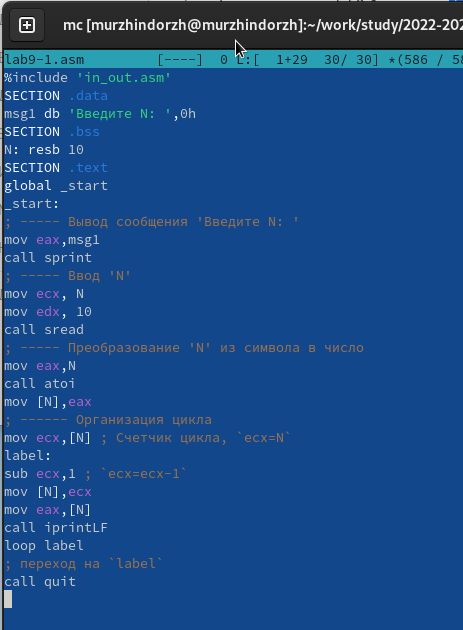 mc [murzhindorzh@murzhindorzh]:~/work/study/2022-202
lab9-1.asm [----] 0 L:[ 1+29 30/ 30] *(586 / 58
%include 'in_out.asm'
SECTION .data
msg1 db 'Введите N: ',0h
SECTION .bss
N: resb 10
SECTION .text
global _start
_start:
; ----- Вывод сообщения 'Введите N: '
mov eax,msg1
call sprint
; ----- Ввод 'N'
mov ecx, N
mov edx, 10
call sread
; ----- Преобразование 'N' из символа в число
mov eax,N
call atoi
mov [N],eax
; ------ Организация цикла
mov ecx,[N] ; Счетчик цикла, `ecx=N`
label:
sub ecx,1 ; `ecx=ecx-1`
mov [N],ecx
mov eax,[N]
call iprintLF
loop label
; переход на `label`
call quit